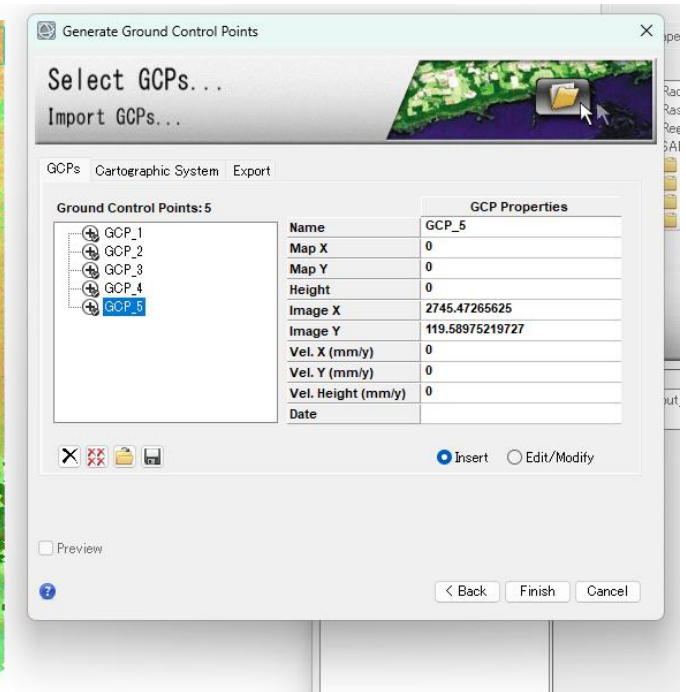 Generate Ground Control Points
Select GCPs...
Import GCPs...
GCPs Cartographic System Export
Ground Control Points: 5
GCP_1
GCP_2
GCP_3
GCP_4
GCP_5
GCP Properties
Name GCP_5
Map X 0
Map Y 0
Height 0
Image X 2745.47265625
Image Y 119.58975219727
Vel. X (mm/y) 0
Vel. Y (mm/y) 0
Vel. Height (mm/y) 0
Date
Insert Edit/Modify
Preview
< Back Finish Cancel